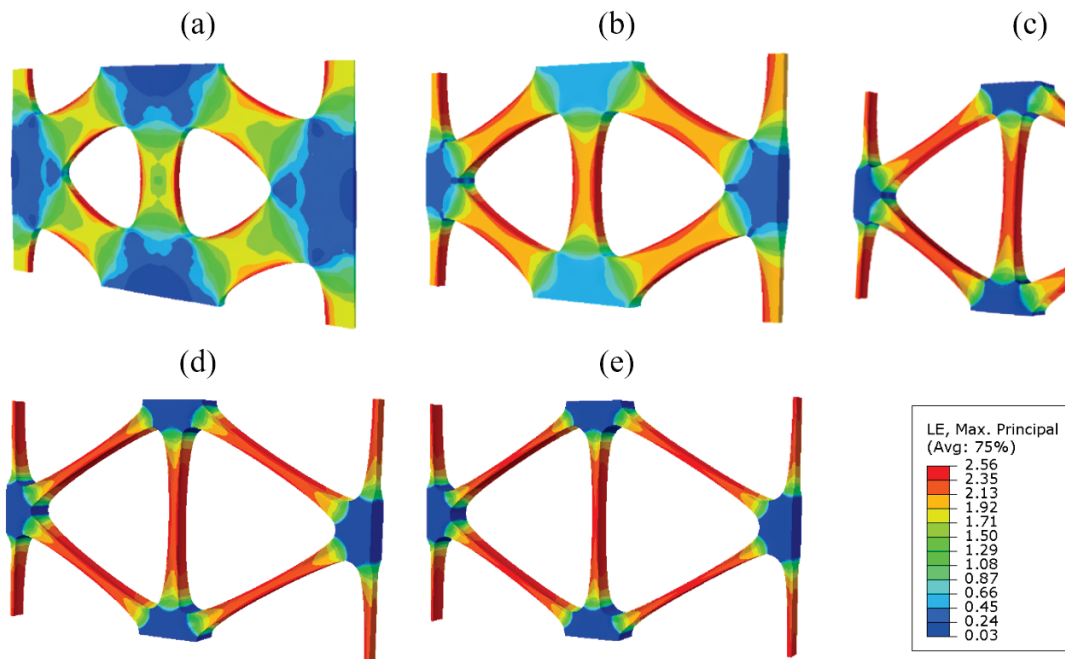 (a)
(b)
(c)
(d)
(e)
LE, Max. Principal
(Avg: 75%)
2.56
2.35
2.13
1.92
1.71
1.50
1.29
1.08
0.87
0.66
0.45
0.24
0.03